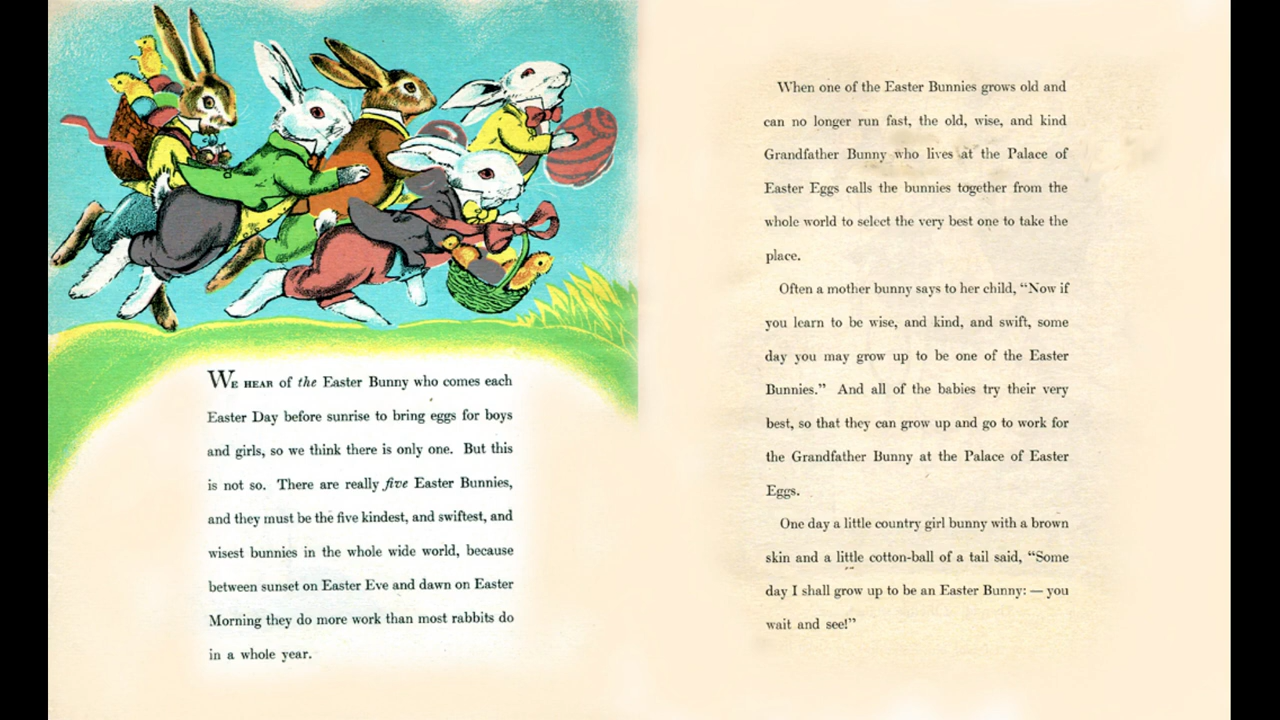 We hear of the Easter Bunny who comes each
Easter Day before sunrise to bring eggs for boys
and girls, so we think there is only one. But this
is not so. There are really five Easter Bunnies,
and they must be the five kindest, and swiftest, and
wisest bunnies in the whole wide world, because
between sunset on Easter Eve and dawn on Easter
Morning they do more work than most rabbits do
in a whole year.
When one of the Easter Bunnies grows old and
can no longer run fast, the old, wise, and kind
Grandfather Bunny who lives at the Palace of
Easter Eggs calls the bunnies together from the
whole world to select the very best one to take the
place.
Often a mother bunny says to her child, “Now if
you learn to be wise, and kind, and swift, some
day you may grow up to be one of the Easter
Bunnies.” And all of the babies try their very
best, so that they can grow up and go to work for
the Grandfather Bunny at the Palace of Easter
Eggs.
One day a little country girl bunny with a brown
skin and a little cotton-ball of a tail said, “Some
day I shall grow up to be an Easter Bunny: — you
wait and see!”